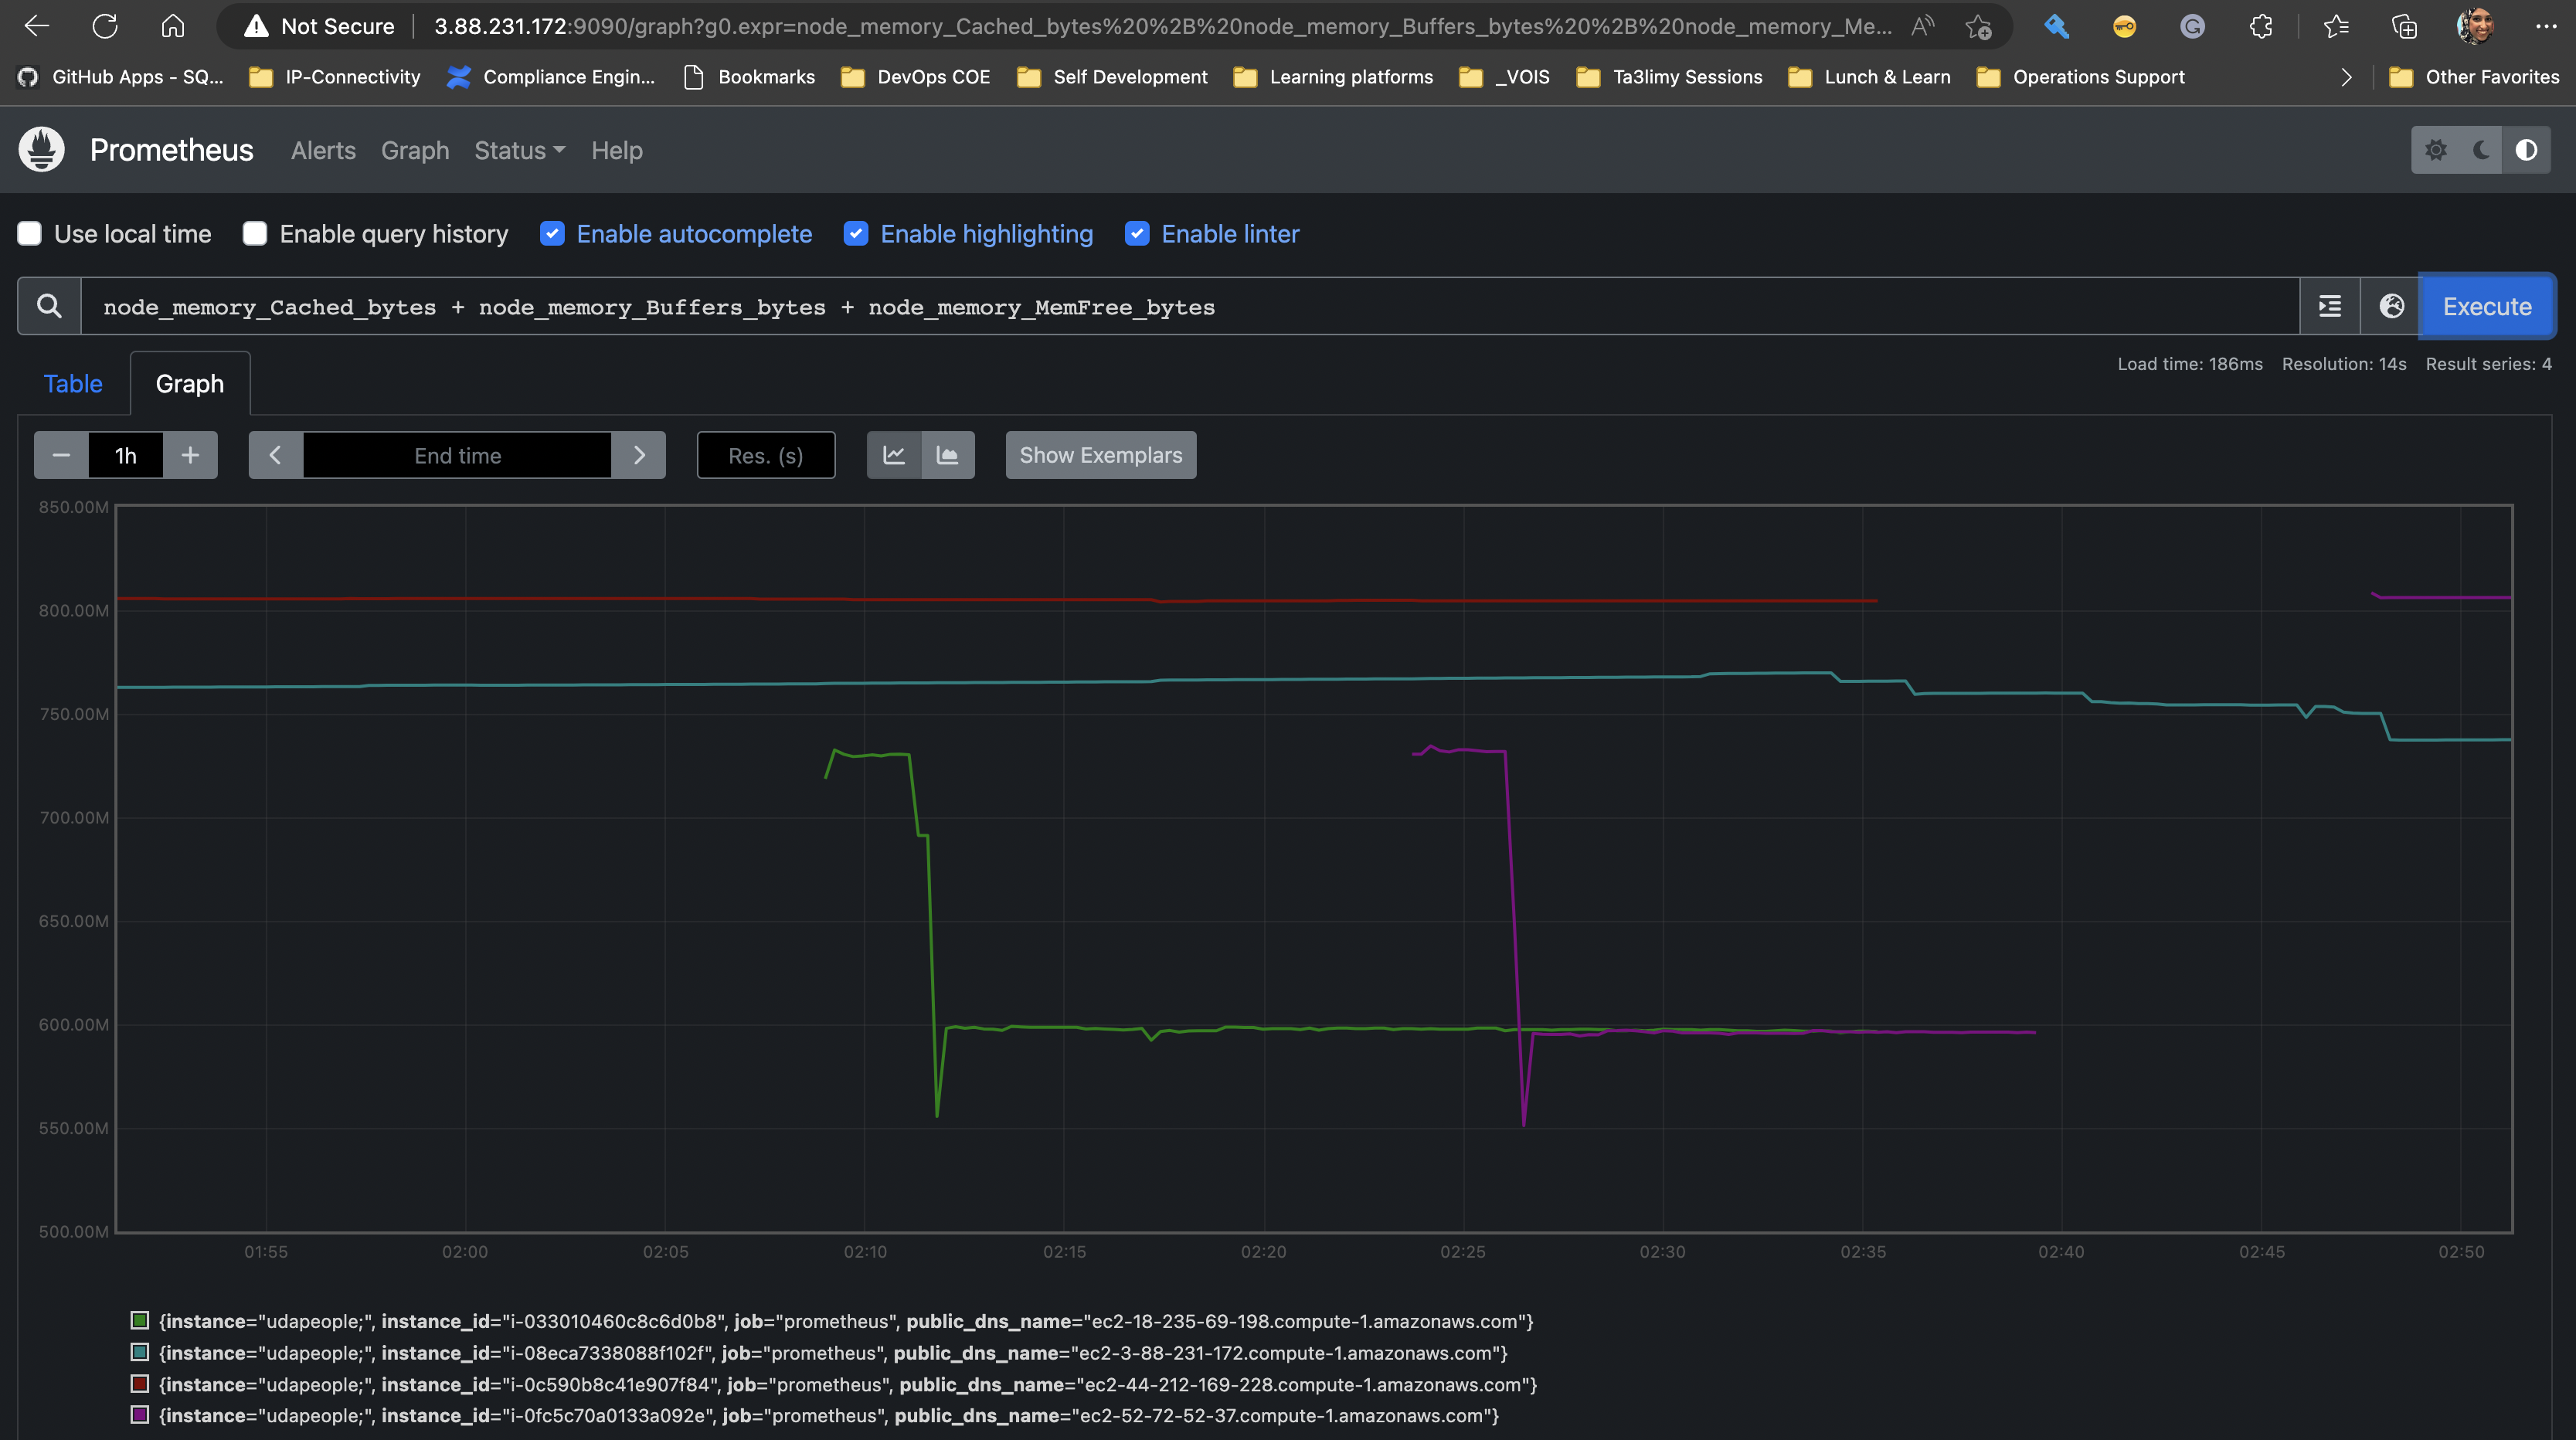 Not Secure 3.88.231.172:9090/graph?g0.expr=node_memory_Cached_bytes%20%2B%20node_memory_Buffers_bytes%20%2B%20node_memory_Me...
GitHub Apps - SQ... IP-Connectivity Compliance Engin... Bookmarks DevOps COE Self Development Learning platforms _VOIS Ta3limy Sessions Lunch & Learn Operations Support Other Favorites
Prometheus Alerts Graph Status Help
Use local time Enable query history Enable autocomplete Enable highlighting Enable linter
node_memory_Cached_bytes + node_memory_Buffers_bytes + node_memory_MemFree_bytes Execute
Load time: 186ms Resolution: 14s Result series: 4
Table Graph
− 1h + End time Res. (s) Show Exemplars
850.00M
800.00M
750.00M
700.00M
650.00M
600.00M
550.00M
500.00M
01:55 02:00 02:05 02:10 02:15 02:20 02:25 02:30 02:35 02:40 02:45 02:50
{instance="udapeople;", instance_id="i-033010460c8c6d0b8", job="prometheus", public_dns_name="ec2-18-235-69-198.compute-1.amazonaws.com"}
{instance="udapeople;", instance_id="i-08eca7338088f102f", job="prometheus", public_dns_name="ec2-3-88-231-172.compute-1.amazonaws.com"}
{instance="udapeople;", instance_id="i-0c590b8c41e907f84", job="prometheus", public_dns_name="ec2-44-212-169-228.compute-1.amazonaws.com"}
{instance="udapeople;", instance_id="i-0fc5c70a0133a092e", job="prometheus", public_dns_name="ec2-52-72-52-37.compute-1.amazonaws.com"}